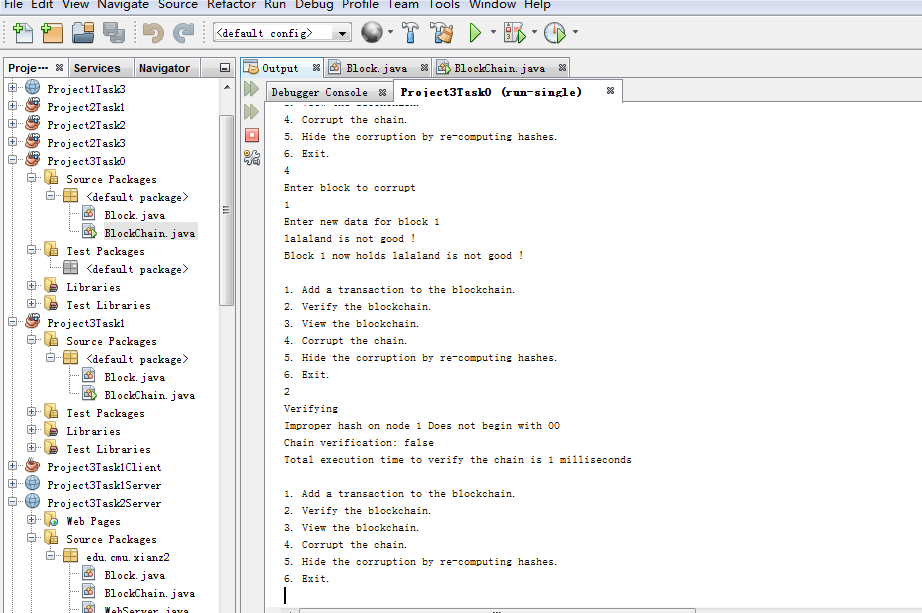 File Edit View Navigate Source Refactor Run Debug Profile Team Tools Window Help
<default config>
Proje… Services Navigator
Output Block.java BlockChain.java
Debugger Console Project3Task0 (run-single)
Project1Task3
Project2Task1
Project2Task2
Project2Task3
Project3Task0
Source Packages
<default package>
Block.java
BlockChain.java
Test Packages
<default package>
Libraries
Test Libraries
Project3Task1
Source Packages
<default package>
Block.java
BlockChain.java
Test Packages
Libraries
Test Libraries
Project3Task1Client
Project3Task1Server
Project3Task2Server
Web Pages
Source Packages
edu.cmu.xianz2
Block.java
BlockChain.java
WebServer.java
3. View the blockchain.
4. Corrupt the chain.
5. Hide the corruption by re-computing hashes.
6. Exit.
4
Enter block to corrupt
1
Enter new data for block 1
lalaland is not good !
Block 1 now holds lalaland is not good !
1. Add a transaction to the blockchain.
2. Verify the blockchain.
3. View the blockchain.
4. Corrupt the chain.
5. Hide the corruption by re-computing hashes.
6. Exit.
2
Verifying
Improper hash on node 1 Does not begin with 00
Chain verification: false
Total execution time to verify the chain is 1 milliseconds
1. Add a transaction to the blockchain.
2. Verify the blockchain.
3. View the blockchain.
4. Corrupt the chain.
5. Hide the corruption by re-computing hashes.
6. Exit.